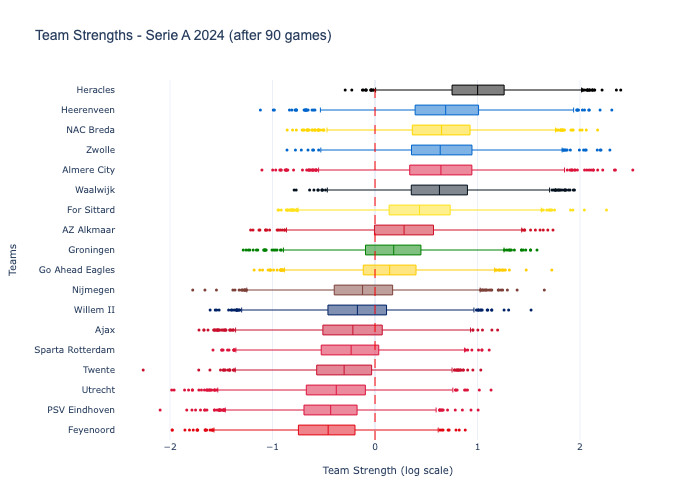 Team Strengths - Serie A 2024 (after 90 games)
Heracles
Heerenveen
NAC Breda
Zwolle
Almere City
Waalwijk
For Sittard
AZ Alkmaar
Groningen
Go Ahead Eagles
Nijmegen
Willem II
Ajax
Sparta Rotterdam
Twente
Utrecht
PSV Eindhoven
Feyenoord
Teams
−2 −1 0 1 2
Team Strength (log scale)